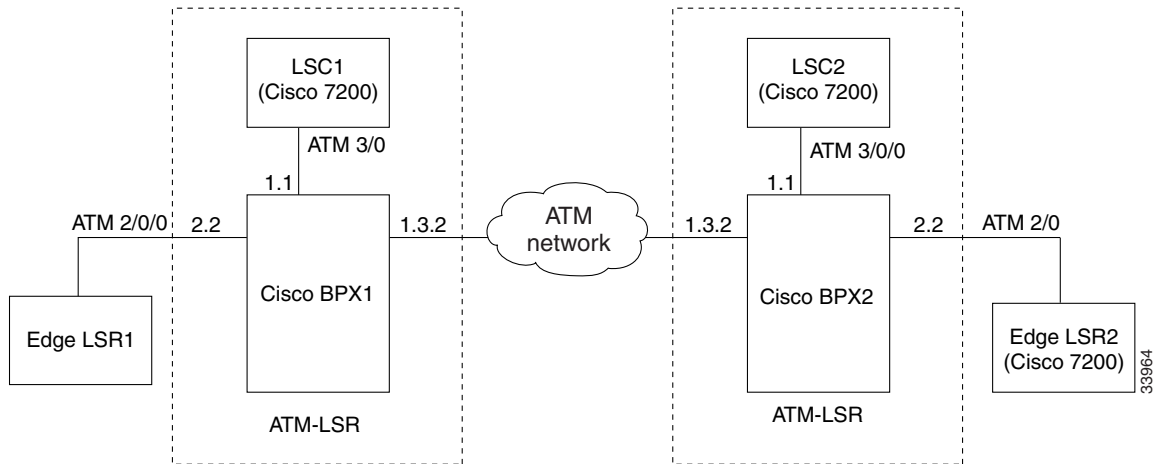 LSC1
(Cisco 7200)
LSC2
(Cisco 7200)
ATM 3/0
ATM 3/0/0
1.1
1.1
ATM 2/0/0
2.2
1.3.2
ATM
network
1.3.2
2.2
ATM 2/0
Cisco BPX1
Cisco BPX2
Edge LSR1
Edge LSR2
(Cisco 7200)
33964
ATM-LSR
ATM-LSR